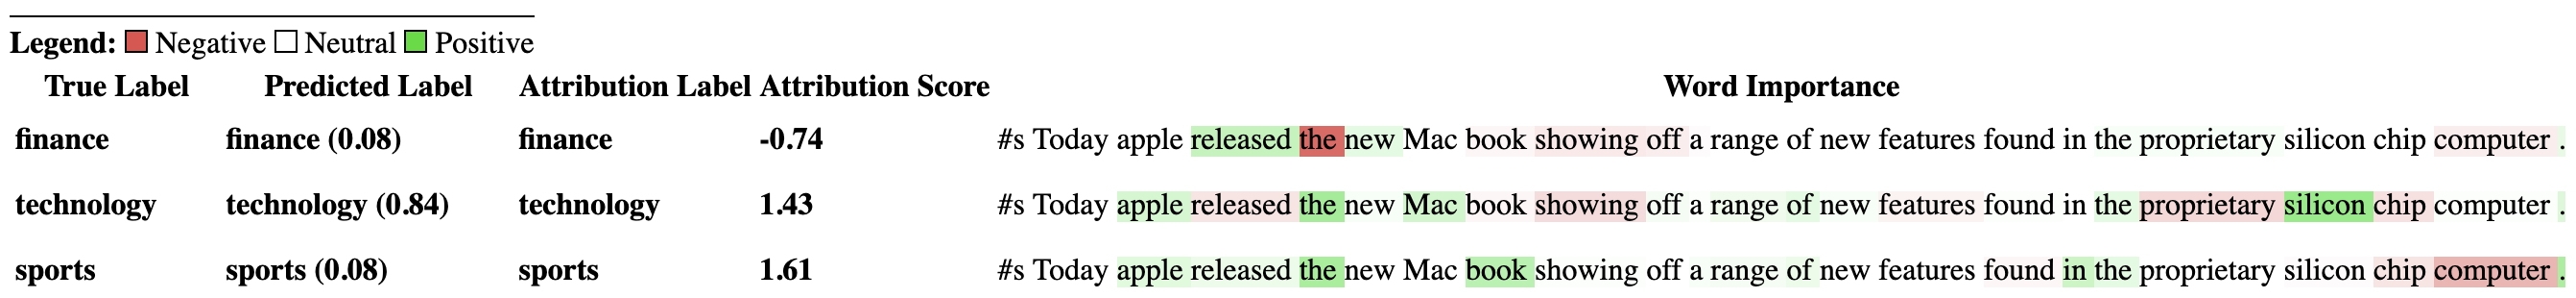 Legend: Negative Neutral Positive
True Label Predicted Label Attribution Label Attribution Score Word Importance
finance finance (0.08) finance -0.74 #s Today apple released the new Mac book showing off a range of new features found in the proprietary silicon chip computer .
technology technology (0.84) technology 1.43 #s Today apple released the new Mac book showing off a range of new features found in the proprietary silicon chip computer .
sports sports (0.08) sports 1.61 #s Today apple released the new Mac book showing off a range of new features found in the proprietary silicon chip computer .